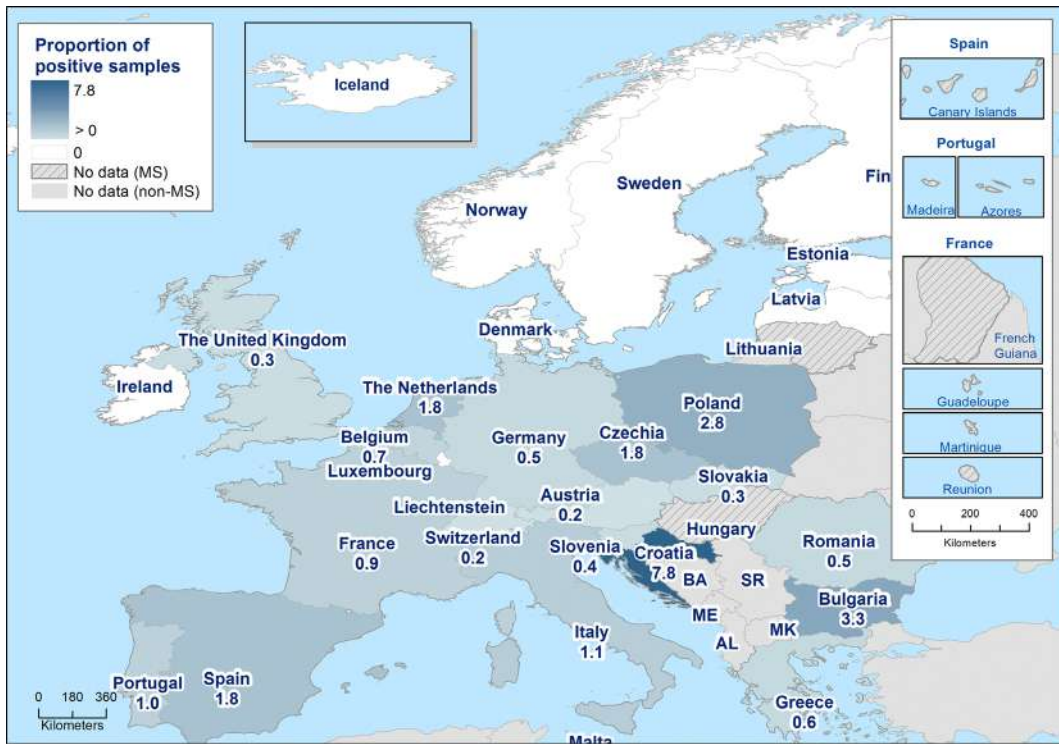 Proportion of
positive samples
7.8
> 0
0
No data (MS)
No data (non-MS)
Iceland
Spain
Canary Islands
Portugal
Madeira
Azores
France
French
Guiana
Guadeloupe
Martinique
Reunion
0 200 400
Kilometers
Sweden
Fin
Norway
Estonia
Latvia
Denmark
Lithuania
The United Kingdom
0.3
Ireland
The Netherlands
1.8
Poland
2.8
Belgium
0.7
Germany
0.5
Czechia
1.8
Luxembourg
Slovakia
0.3
Austria
0.2
Liechtenstein
Hungary
France
0.9
Switzerland
0.2
Slovenia
0.4
Croatia
7.8
Romania
0.5
BA
SR
Bulgaria
3.3
ME
MK
AL
Italy
1.1
Portugal
1.0
Spain
1.8
Greece
0.6
0 180 360
Kilometers
Malta